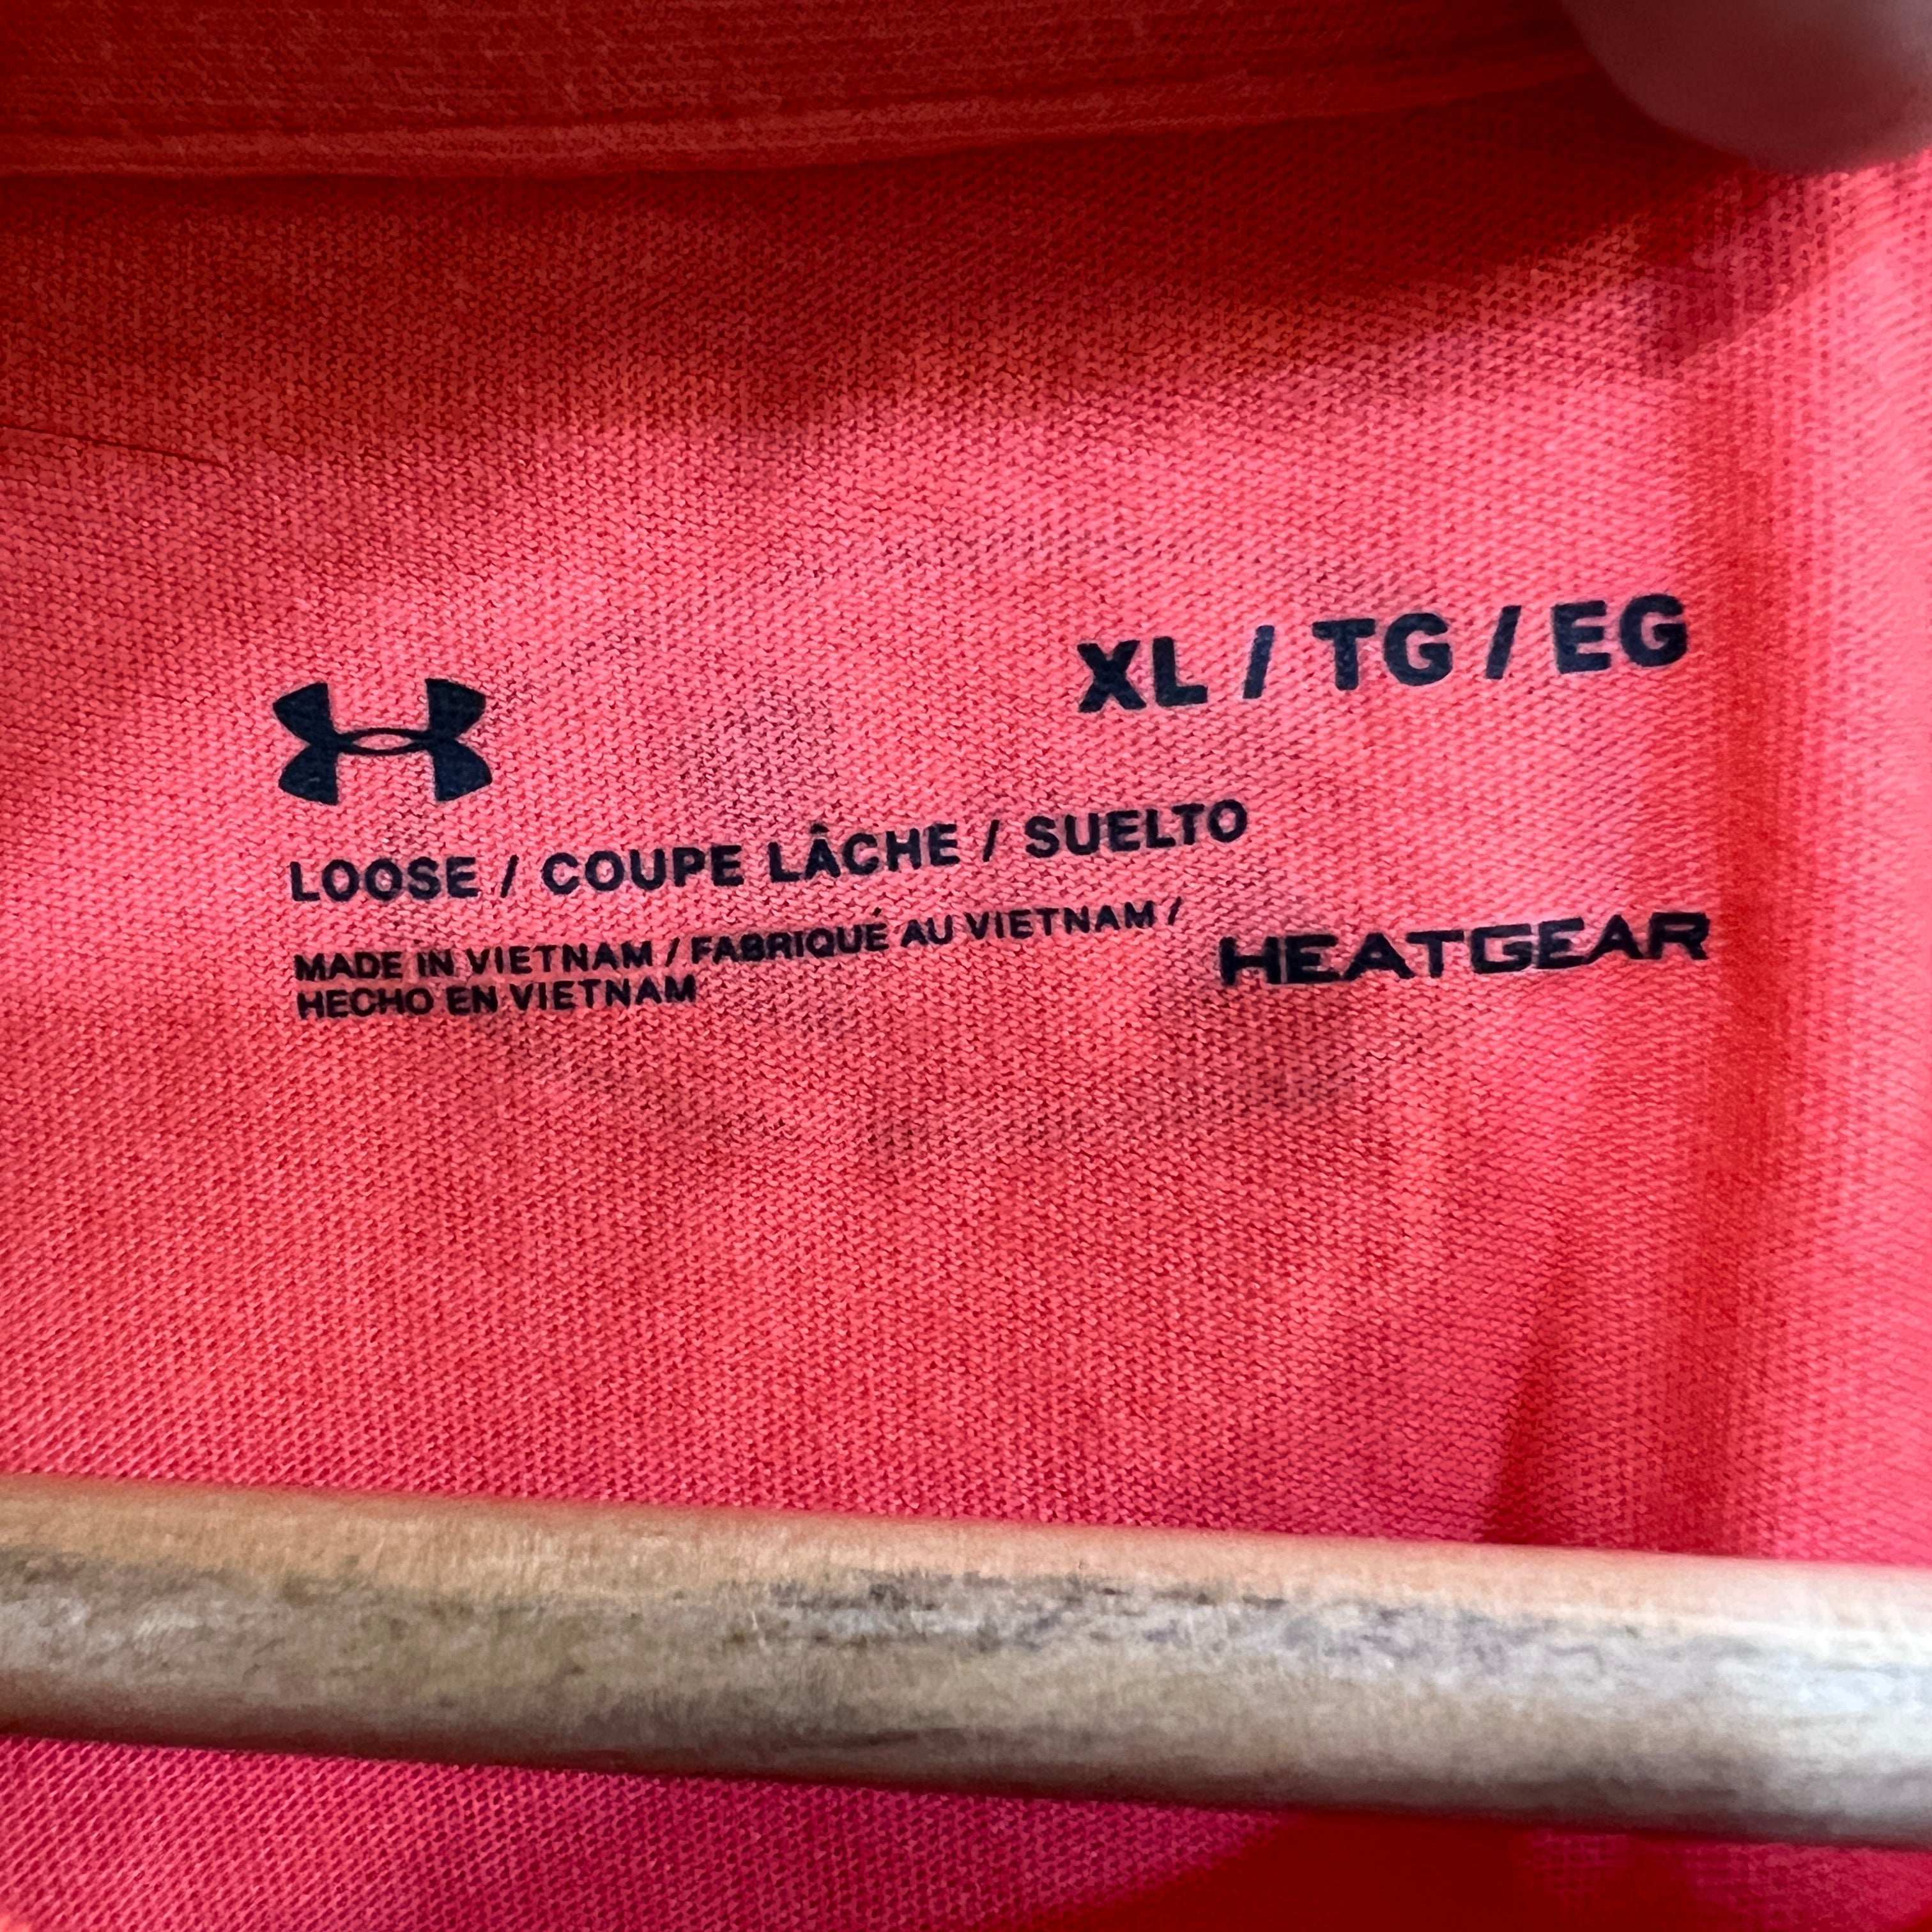 XL / TG / EG
LOOSE / COUPE LÂCHE / SUELTO
MADE IN VIETNAM / FABRIQUÉ AU VIETNAM /
HECHO EN VIETNAM
HEATGEAR